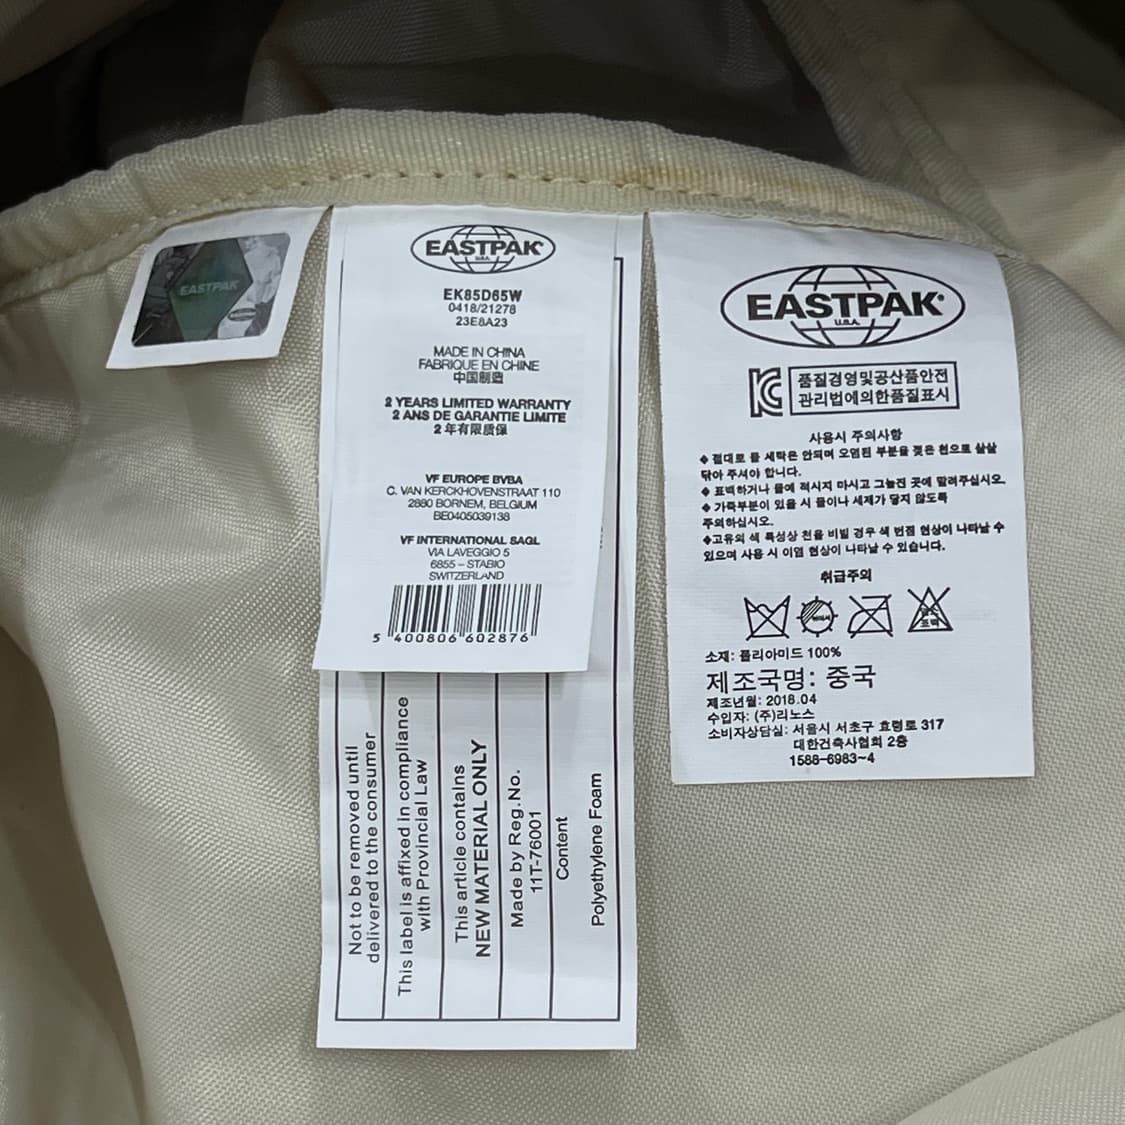 EASTPAK
EASTPAK
U.S.A.
EK85D65W
0418/21278
23E8A23
MADE IN CHINA
FABRIQUE EN CHINE
中国制造
2 YEARS LIMITED WARRANTY
2 ANS DE GARANTIE LIMITE
2 年有限质保
VF EUROPE BVBA
C. VAN KERCKHOVENSTRAAT 110
2880 BORNEM, BELGIUM
BE0405039138
VF INTERNATIONAL SAGL
VIA LAVEGGIO 5
6855 – STABIO
SWITZERLAND
5 400806 602876
Not to be removed until
delivered to the consumer
This label is affixed in compliance
with Provincial Law
This article contains
NEW MATERIAL ONLY
Made by Reg.No.
11T-76001
Content
Polyethylene Foam
EASTPAK
U.S.A.
품질경영및공산품안전
관리법에의한품질표시
사용시 주의사항
◆ 절대로 물 세탁은 안되며 오염된 부분을 젖은 천으로 살살
닦아 주셔야 합니다.
◆ 표백하거나 물에 적시지 마시고 그늘진 곳에 말려주십시오.
◆ 가죽부분이 있을 시 물이나 세제가 닿지 않도록
주의하십시오.
◆고유의 색 특성상 천을 비빌 경우 색 번짐 현상이 나타날 수
있으며 사용 시 이염 현상이 나타날 수 있습니다.
취급주의
표백
소재: 폴리아미드 100%
제조국명: 중국
제조년월: 2018.04
수입자: (주)리노스
소비자상담실: 서울시 서초구 효령로 317
대한건축사협회 2층
1588-6983~4